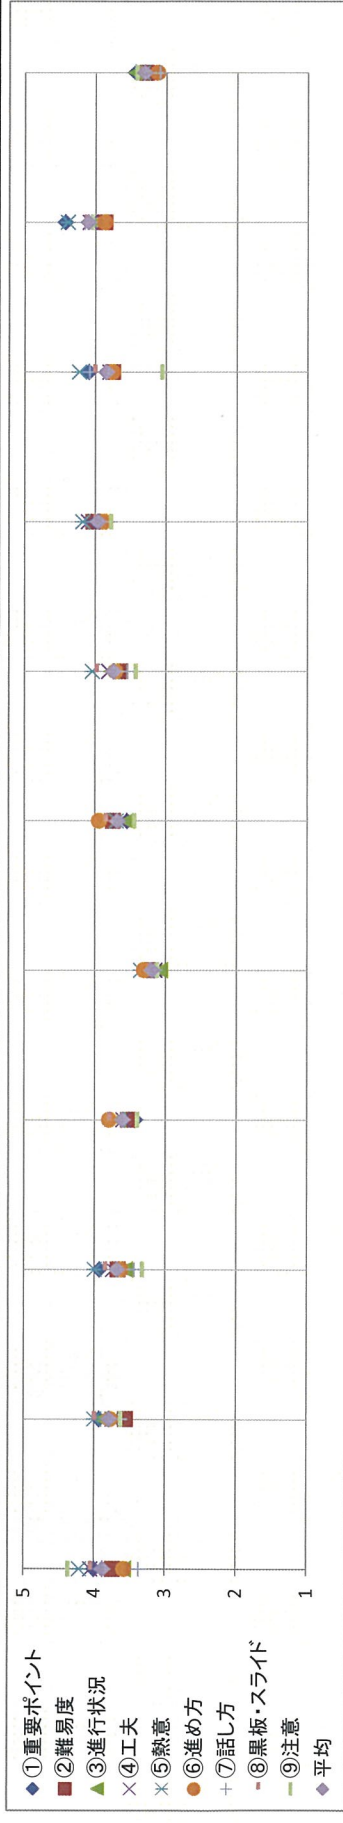 ①重要ポイント
②難易度
③進行状況
④工夫
⑤熱意
⑥進め方
⑦話し方
⑧黒板・スライド
⑨注意
平均
5
4
3
2
1